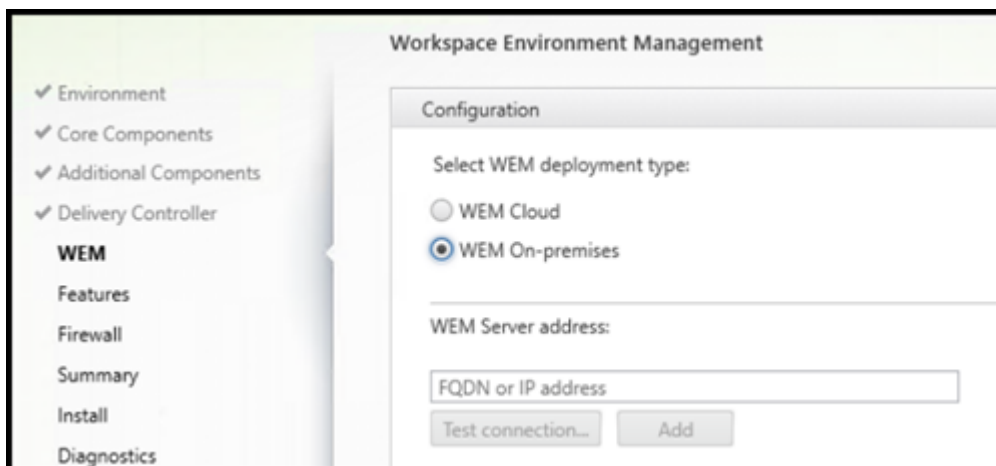 Workspace Environment Management
Environment
Core Components
Additional Components
Delivery Controller
WEM
Features
Firewall
Summary
Install
Diagnostics
Configuration
Select WEM deployment type:
WEM Cloud
WEM On-premises
WEM Server address:
FQDN or IP address
Test connection...
Add